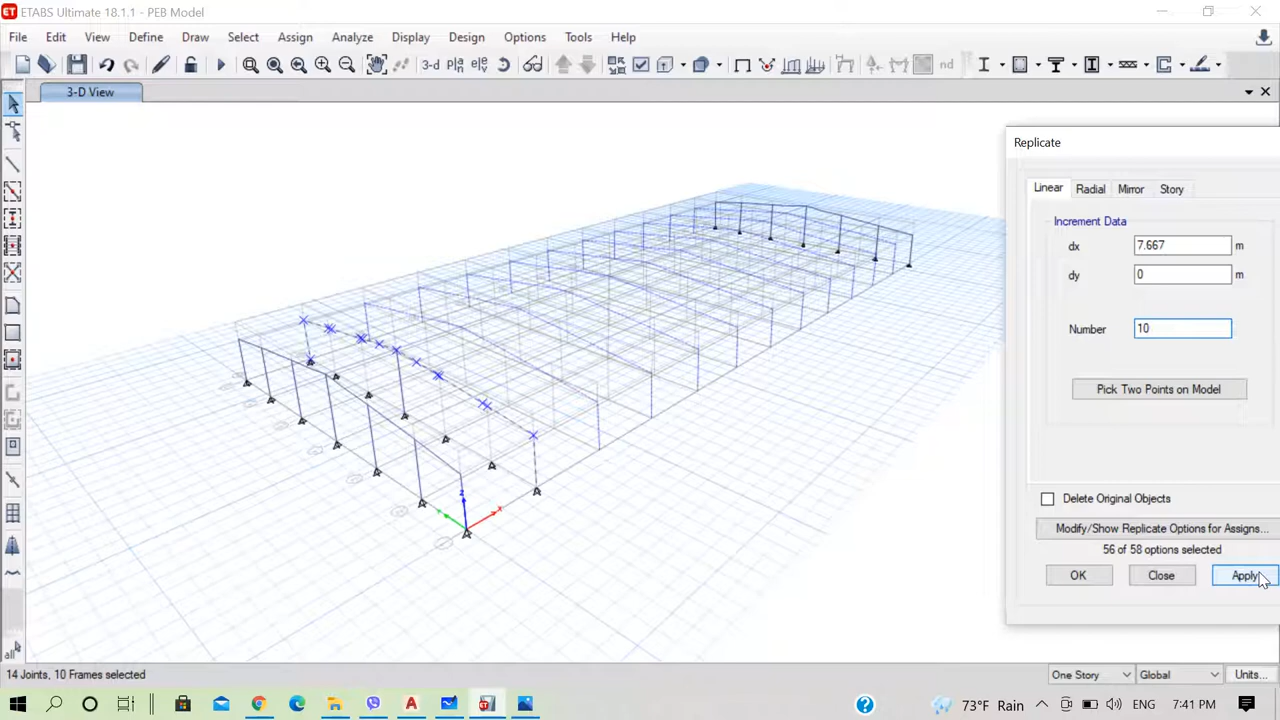 ETABS Ultimate 18.1.1 - PEB Model
File Edit View Define Draw Select Assign Analyze Display Design Options Tools Help
3-d nd
3-D View
Replicate
Linear Radial Mirror Story
Increment Data
dx 7.667 m
dy 0 m
Number 10
Pick Two Points on Model
Delete Original Objects
Modify/Show Replicate Options for Assigns...
56 of 58 options selected
OK Close Apply
all
14 Joints, 10 Frames selected
One Story Global Units...
73°F Rain ENG 7:41 PM